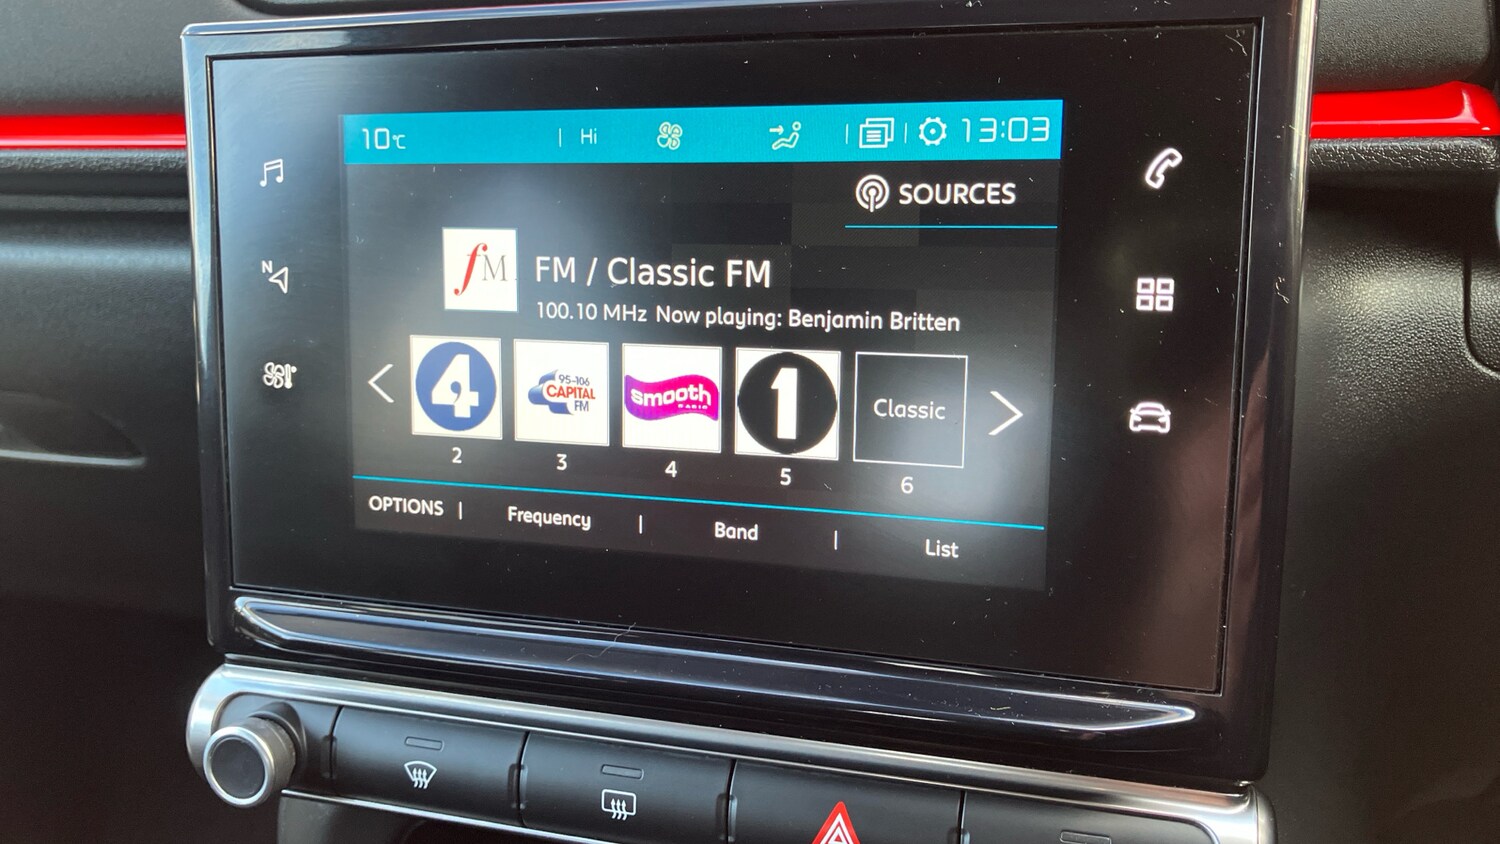 10°C | Hi | | 13:03
SOURCES
N
fM
FM / Classic FM
100.10 MHz Now playing: Benjamin Britten
4
95-106
CAPITAL
FM
smooth
RADIO
1
Classic
2 3 4 5 6
OPTIONS | Frequency | Band | List